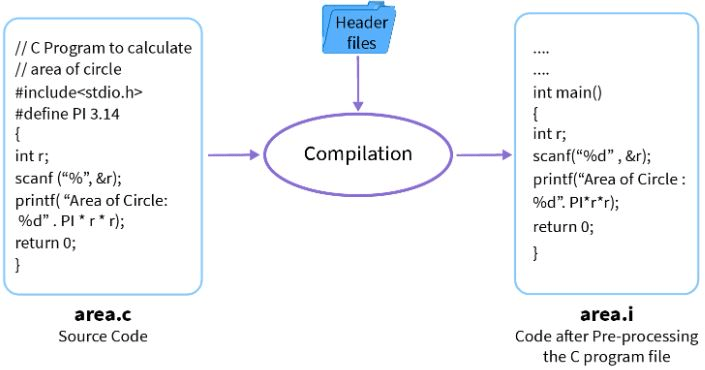 // C Program to calculate
// area of circle
#include<stdio.h>
#define PI 3.14
{
int r;
scanf (“%”, &r);
printf( “Area of Circle:
%d” . PI * r * r);
return 0;
}
area.c
Source Code
Header
files
Compilation
....
....
int main()
{
int r;
scanf(“%d” , &r);
printf(“Area of Circle :
%d”. PI*r*r);
return 0;
}
area.i
Code after Pre-processing
the C program file